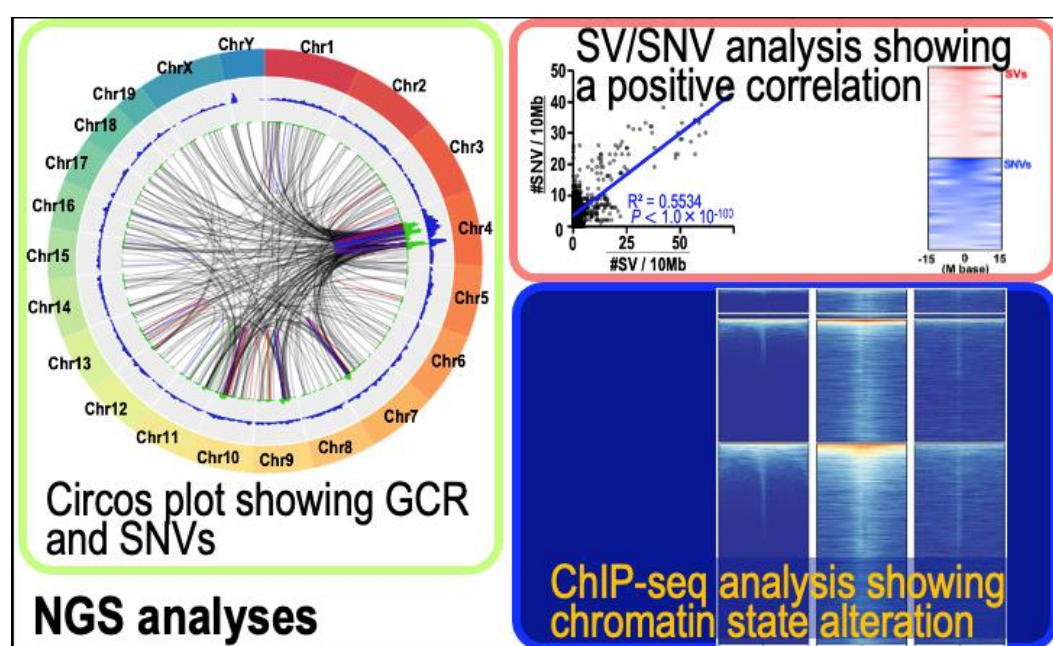 ChrY
Chr1
ChrX
Chr2
Chr19
Chr3
Chr18
Chr17
Chr4
Chr16
Chr15
Chr5
Chr14
Chr6
Chr13
Chr7
Chr12
Chr8
Chr11
Chr10
Chr9
Circos plot showing GCR
and SNVs
NGS analyses
SV/SNV analysis showing
a positive correlation
50
40
30
20
10
0
#SNV / 10Mb
R² = 0.5534
P < 1.0 × 10⁻¹⁰⁰
0 25 50
#SV / 10Mb
SVs
SNVs
-15 0 15
(M base)
ChIP-seq analysis showing
chromatin state alteration